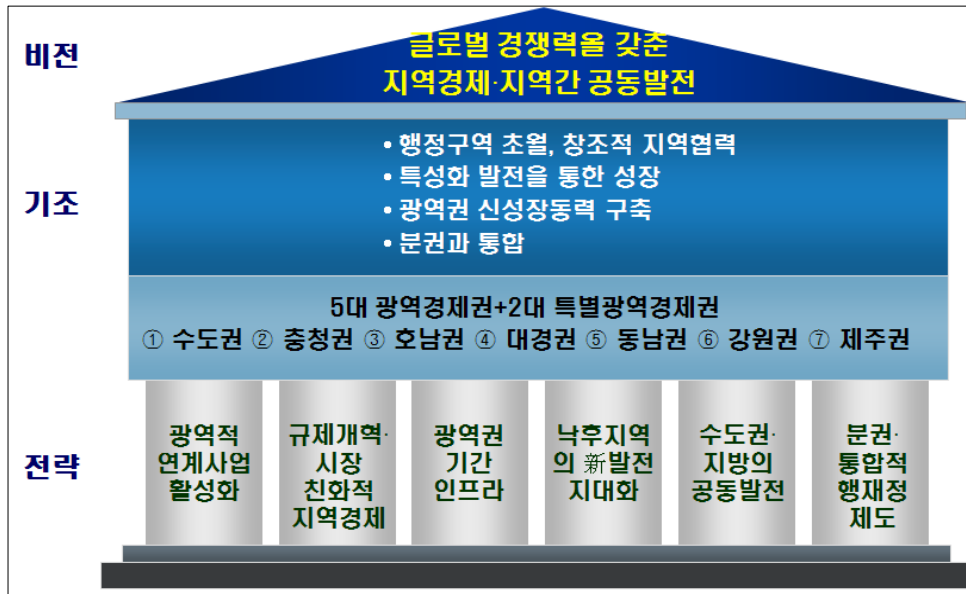 비전
글로벌 경쟁력을 갖춘
지역경제·지역간 공동발전
기조
• 행정구역 초월, 창조적 지역협력
• 특성화 발전을 통한 성장
• 광역권 신성장동력 구축
• 분권과 통합
5대 광역경제권+2대 특별광역경제권
① 수도권 ② 충청권 ③ 호남권 ④ 대경권 ⑤ 동남권 ⑥ 강원권 ⑦ 제주권
전략
광역적
연계사업
활성화
규제개혁·
시장
친화적
지역경제
광역권
기간
인프라
낙후지역
의 新발전
지대화
수도권·
지방의
공동발전
분권·
통합적
행재정
제도